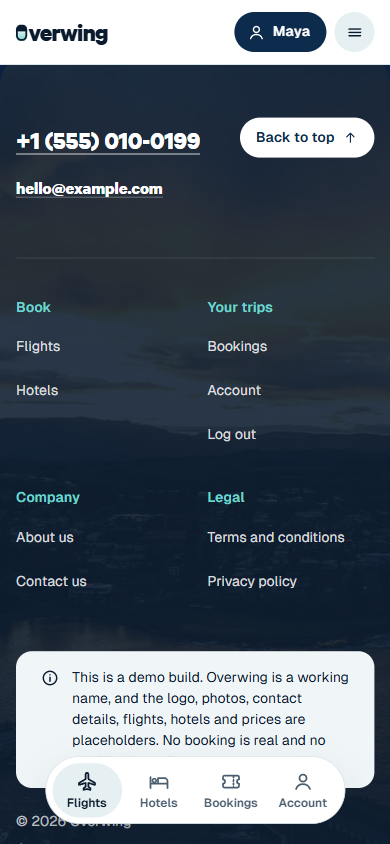 Overwing
Maya
+1 (555) 010-0199
Back to top
hello@example.com
Book
Your trips
Flights
Bookings
Hotels
Account
Log out
Company
Legal
About us
Terms and conditions
Contact us
Privacy policy
This is a demo build. Overwing is a working
name, and the logo, photos, contact
details, flights, hotels and prices are
placeholders. No booking is real and no
Flights
Hotels
Bookings
Account
© 2026 Overwing